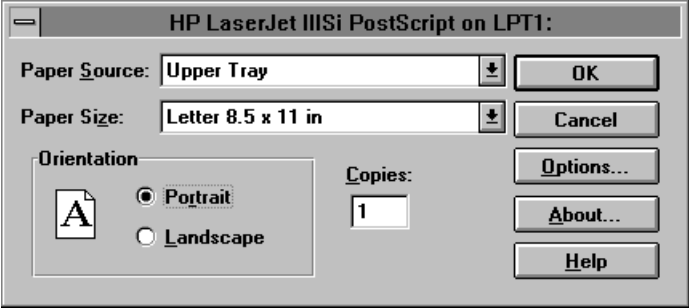 HP LaserJet IIISi PostScript on LPT1:
Paper Source: Upper Tray
OK
Paper Size: Letter 8.5 x 11 in
Cancel
Orientation
Options...
A
Portrait
Copies:
1
About...
Landscape
Help